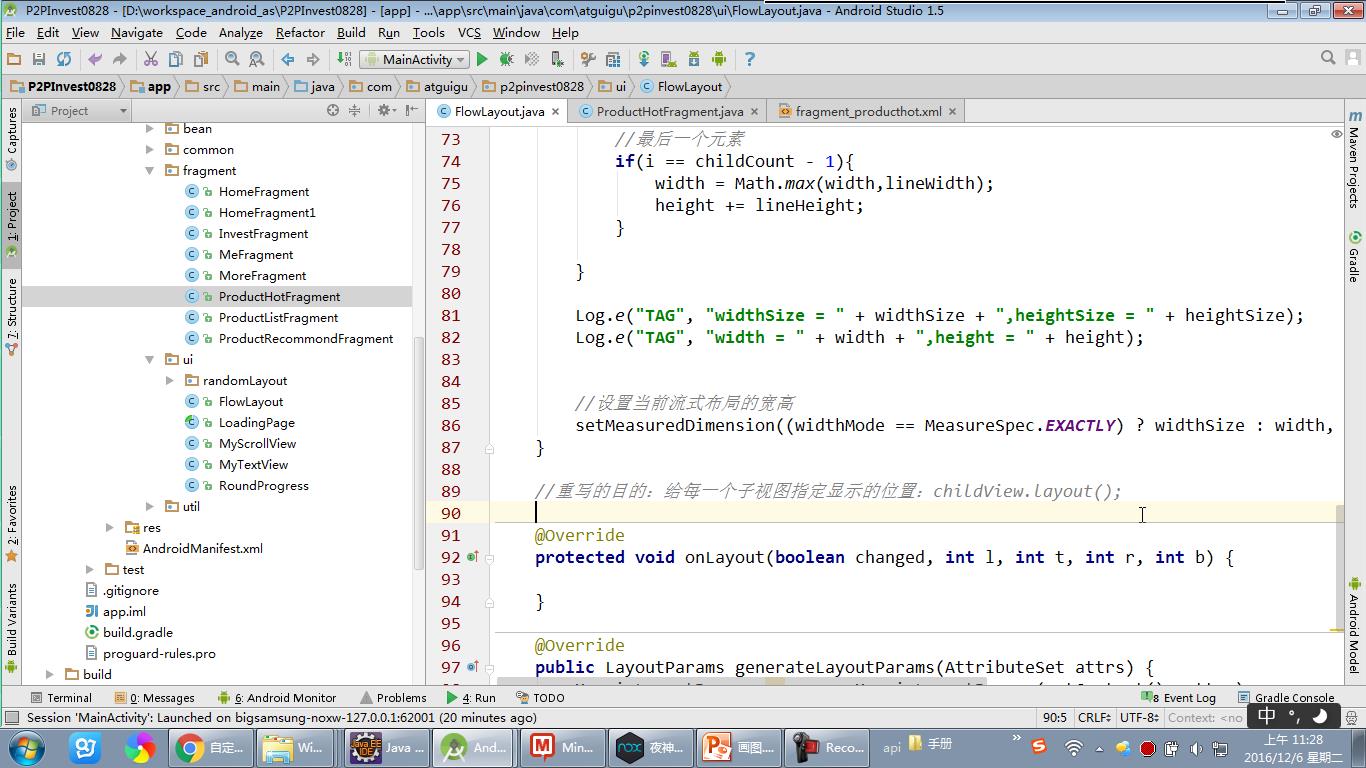 P2PInvest0828 - [D:\workspace_android_as\P2PInvest0828] - [app] - ...\app\src\main\java\com\atguigu\p2pinvest0828\ui\FlowLayout.java - Android Studio 1.5
File Edit View Navigate Code Analyze Refactor Build Run Tools VCS Window Help
MainActivity
P2PInvest0828 app src main java com atguigu p2pinvest0828 ui FlowLayout
Project
FlowLayout.java ProductHotFragment.java fragment_producthot.xml
Captures
1: Project
7: Structure
2: Favorites
Build Variants
bean
common
fragment
HomeFragment
HomeFragment1
InvestFragment
MeFragment
MoreFragment
ProductHotFragment
ProductListFragment
ProductRecommondFragment
ui
randomLayout
FlowLayout
LoadingPage
MyScrollView
MyTextView
RoundProgress
util
res
AndroidManifest.xml
test
.gitignore
app.iml
build.gradle
proguard-rules.pro
build
73 //最后一个元素
74 if(i == childCount - 1){
75 width = Math.max(width,lineWidth);
76 height += lineHeight;
77 }
78
79 }
80
81 Log.e("TAG", "widthSize = " + widthSize + ",heightSize = " + heightSize);
82 Log.e("TAG", "width = " + width + ",height = " + height);
83
84
85 //设置当前流式布局的宽高
86 setMeasuredDimension((widthMode == MeasureSpec.EXACTLY) ? widthSize : width,
87 }
88
89 //重写的目的：给每一个子视图指定显示的位置：childView.layout();
90
91 @Override
92 protected void onLayout(boolean changed, int l, int t, int r, int b) {
93
94 }
95
96 @Override
97 public LayoutParams generateLayoutParams(AttributeSet attrs) {
Maven Projects
Gradle
Android Model
Terminal 0: Messages 6: Android Monitor Problems 4: Run TODO 8 Event Log Gradle Console
Session 'MainActivity': Launched on bigsamsung-noxw-127.0.0.1:62001 (20 minutes ago) 90:5 CRLF UTF-8 Context: <no
中
自定... Wi... Java ... And... Min... 夜神... 画图... Reco... api 手册 上午 11:28
2016/12/6 星期二